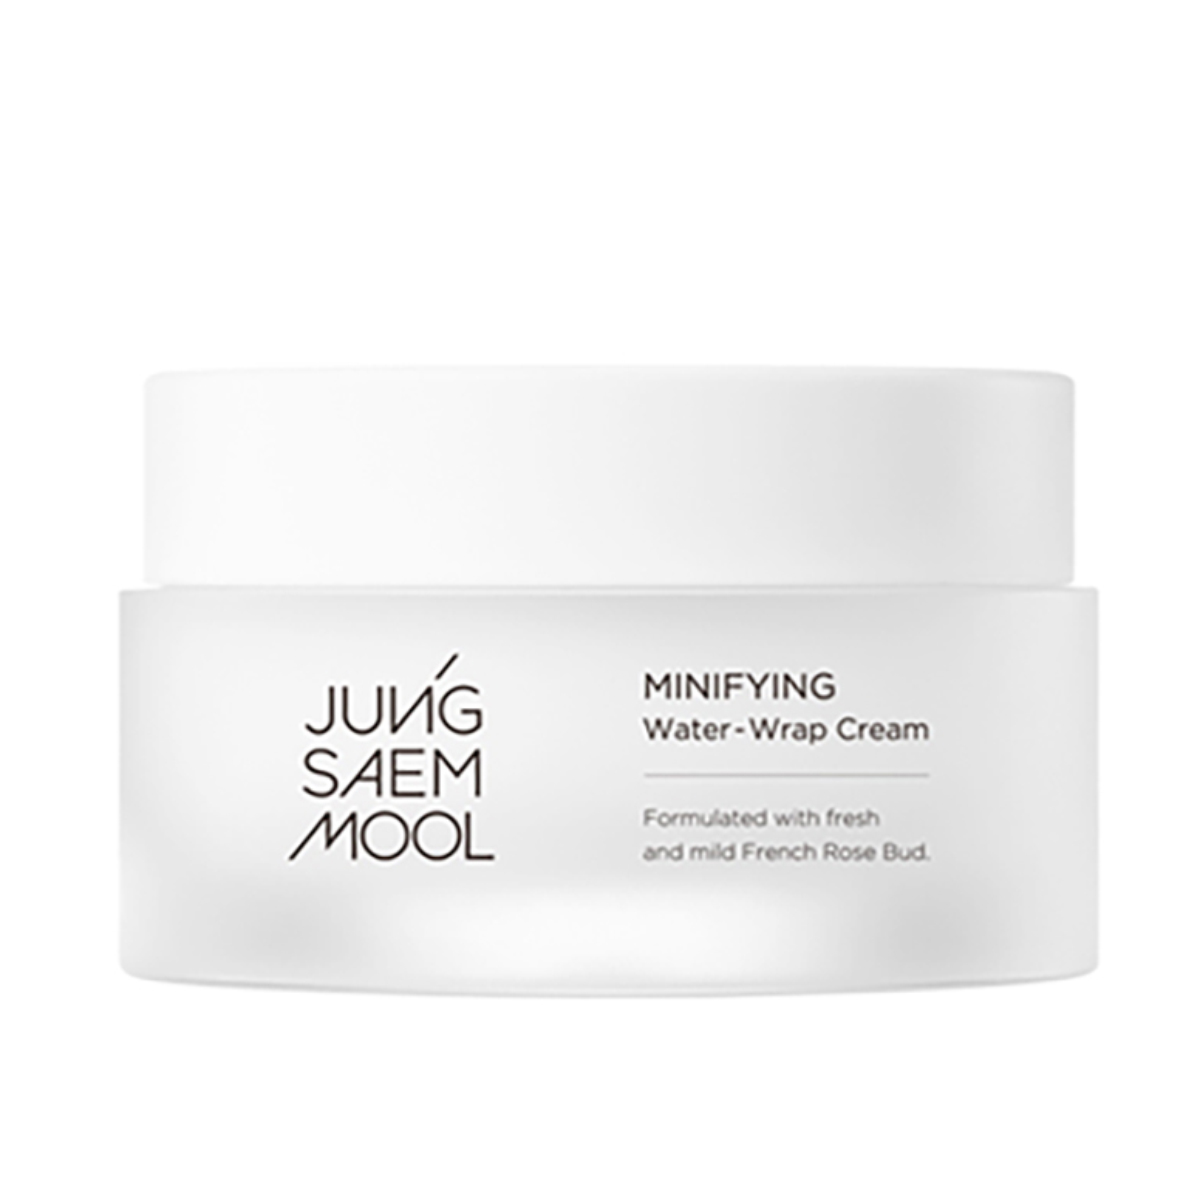 JUNG
SAEM
MOOL
MINIFYING
Water-Wrap Cream
Formulated with fresh
and mild French Rose Bud.